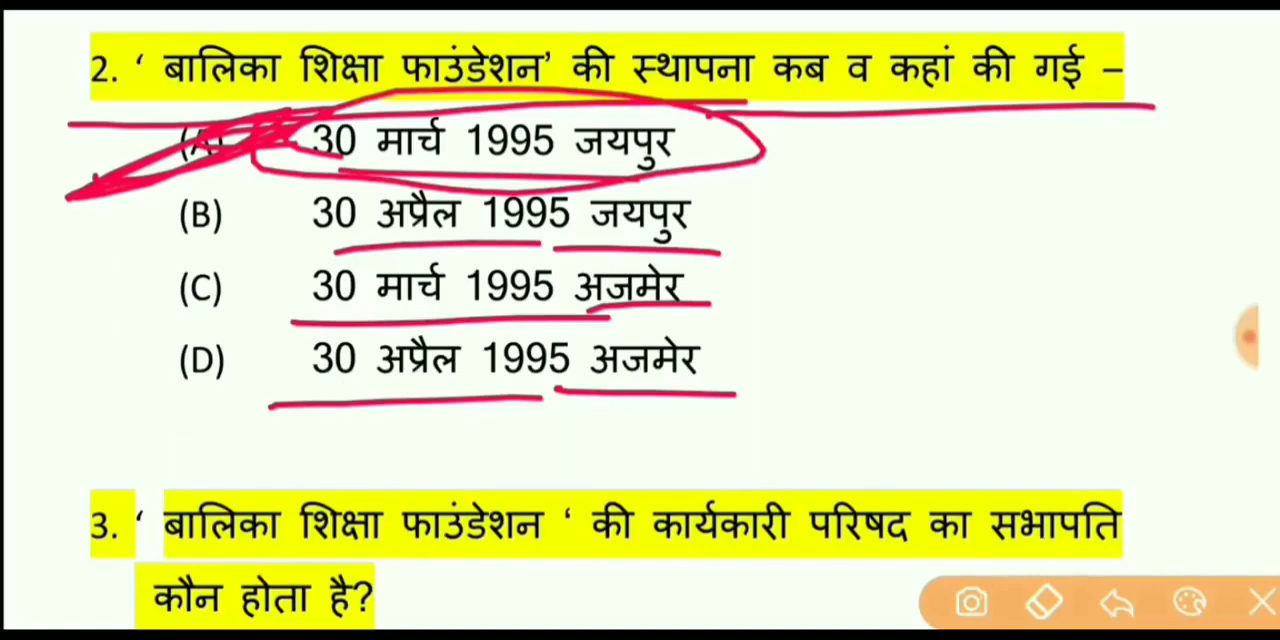 2. ‘ बालिका शिक्षा फाउंडेशन’ की स्थापना कब व कहां की गई –
(A) 30 मार्च 1995 जयपुर
(B) 30 अप्रैल 1995 जयपुर
(C) 30 मार्च 1995 अजमेर
(D) 30 अप्रैल 1995 अजमेर
3. ‘ बालिका शिक्षा फाउंडेशन ‘ की कार्यकारी परिषद का सभापति
कौन होता है?